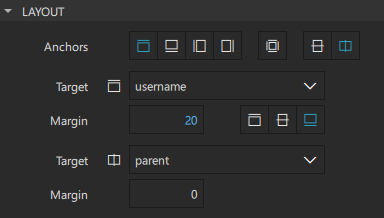 LAYOUT
Anchors
Target username
Margin 20
Target parent
Margin 0